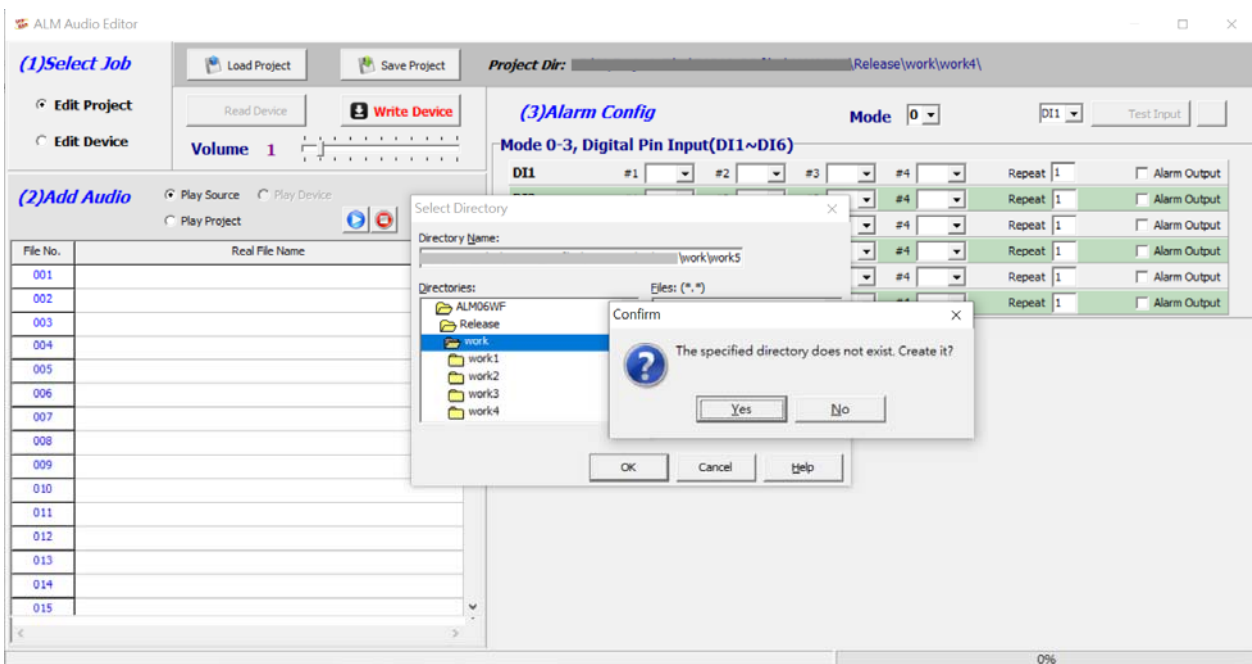 ALM Audio Editor
(1)Select Job
Load Project
Save Project
Project Dir: \Release\work\work4\
Edit Project
Edit Device
Read Device
Write Device
Volume 1
(3)Alarm Config
Mode 0
DI1
Test Input
Mode 0-3, Digital Pin Input(DI1~DI6)
DI1 #1 #2 #3 #4 Repeat 1 Alarm Output
#4 Repeat 1 Alarm Output
#4 Repeat 1 Alarm Output
#4 Repeat 1 Alarm Output
#4 Repeat 1 Alarm Output
Repeat 1 Alarm Output
(2)Add Audio
Play Source
Play Device
Play Project
File No. Real File Name
001
002
003
004
005
006
007
008
009
010
011
012
013
014
015
Select Directory
Directory Name:
\work\work5
Directories:
Files: (*.*)
ALM06WF
Release
work
work1
work2
work3
work4
OK
Cancel
Help
Confirm
The specified directory does not exist. Create it?
Yes
No
0%